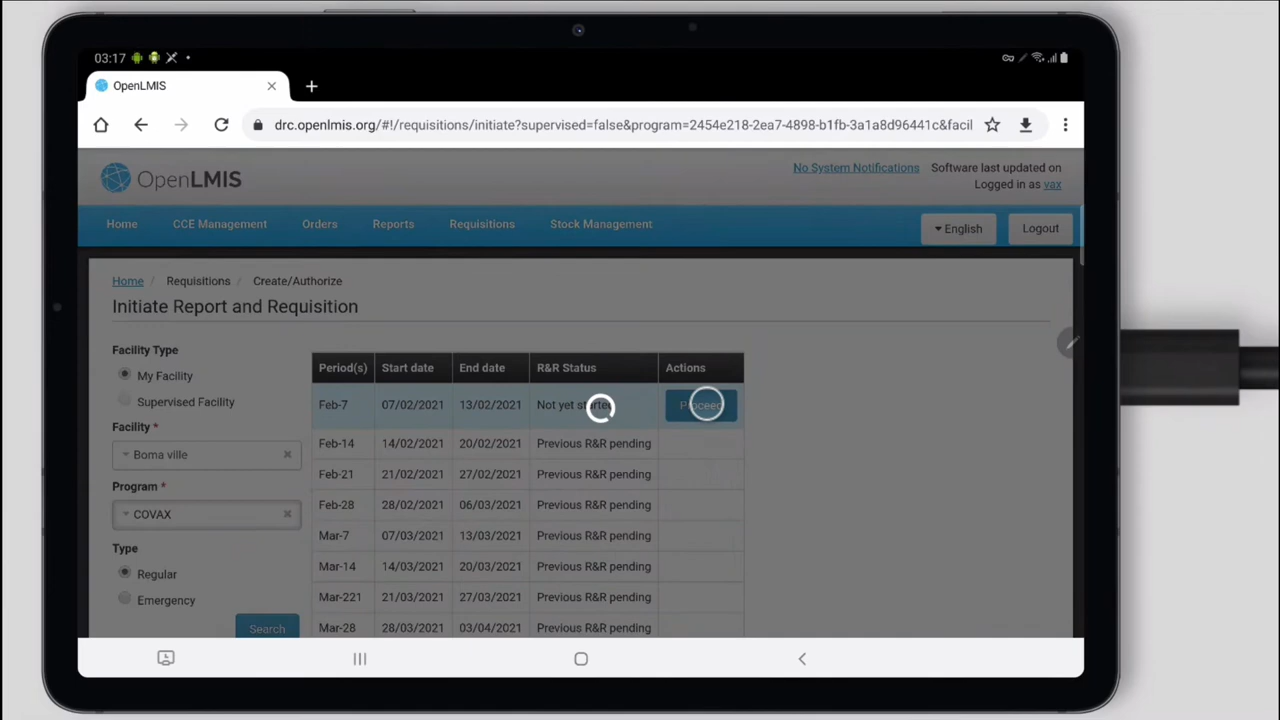 03:17
OpenLMIS
drc.openlmis.org/#!/requisitions/initiate?supervised=false&program=2454e218-2ea7-4898-b1fb-3a1a8d96441c&facil
OpenLMIS
No System Notifications
Software last updated on
Logged in as vax
Home CCE Management Orders Reports Requisitions Stock Management
English
Logout
Home / Requisitions / Create/Authorize
Initiate Report and Requisition
Facility Type
My Facility
Supervised Facility
Facility *
Boma ville
Program *
COVAX
Type
Regular
Emergency
Search
Period(s) Start date End date R&R Status Actions
Feb-7 07/02/2021 13/02/2021 Not yet started Proceed
Feb-14 14/02/2021 20/02/2021 Previous R&R pending
Feb-21 21/02/2021 27/02/2021 Previous R&R pending
Feb-28 28/02/2021 06/03/2021 Previous R&R pending
Mar-7 07/03/2021 13/03/2021 Previous R&R pending
Mar-14 14/03/2021 20/03/2021 Previous R&R pending
Mar-221 21/03/2021 27/03/2021 Previous R&R pending
Mar-28 28/03/2021 03/04/2021 Previous R&R pending